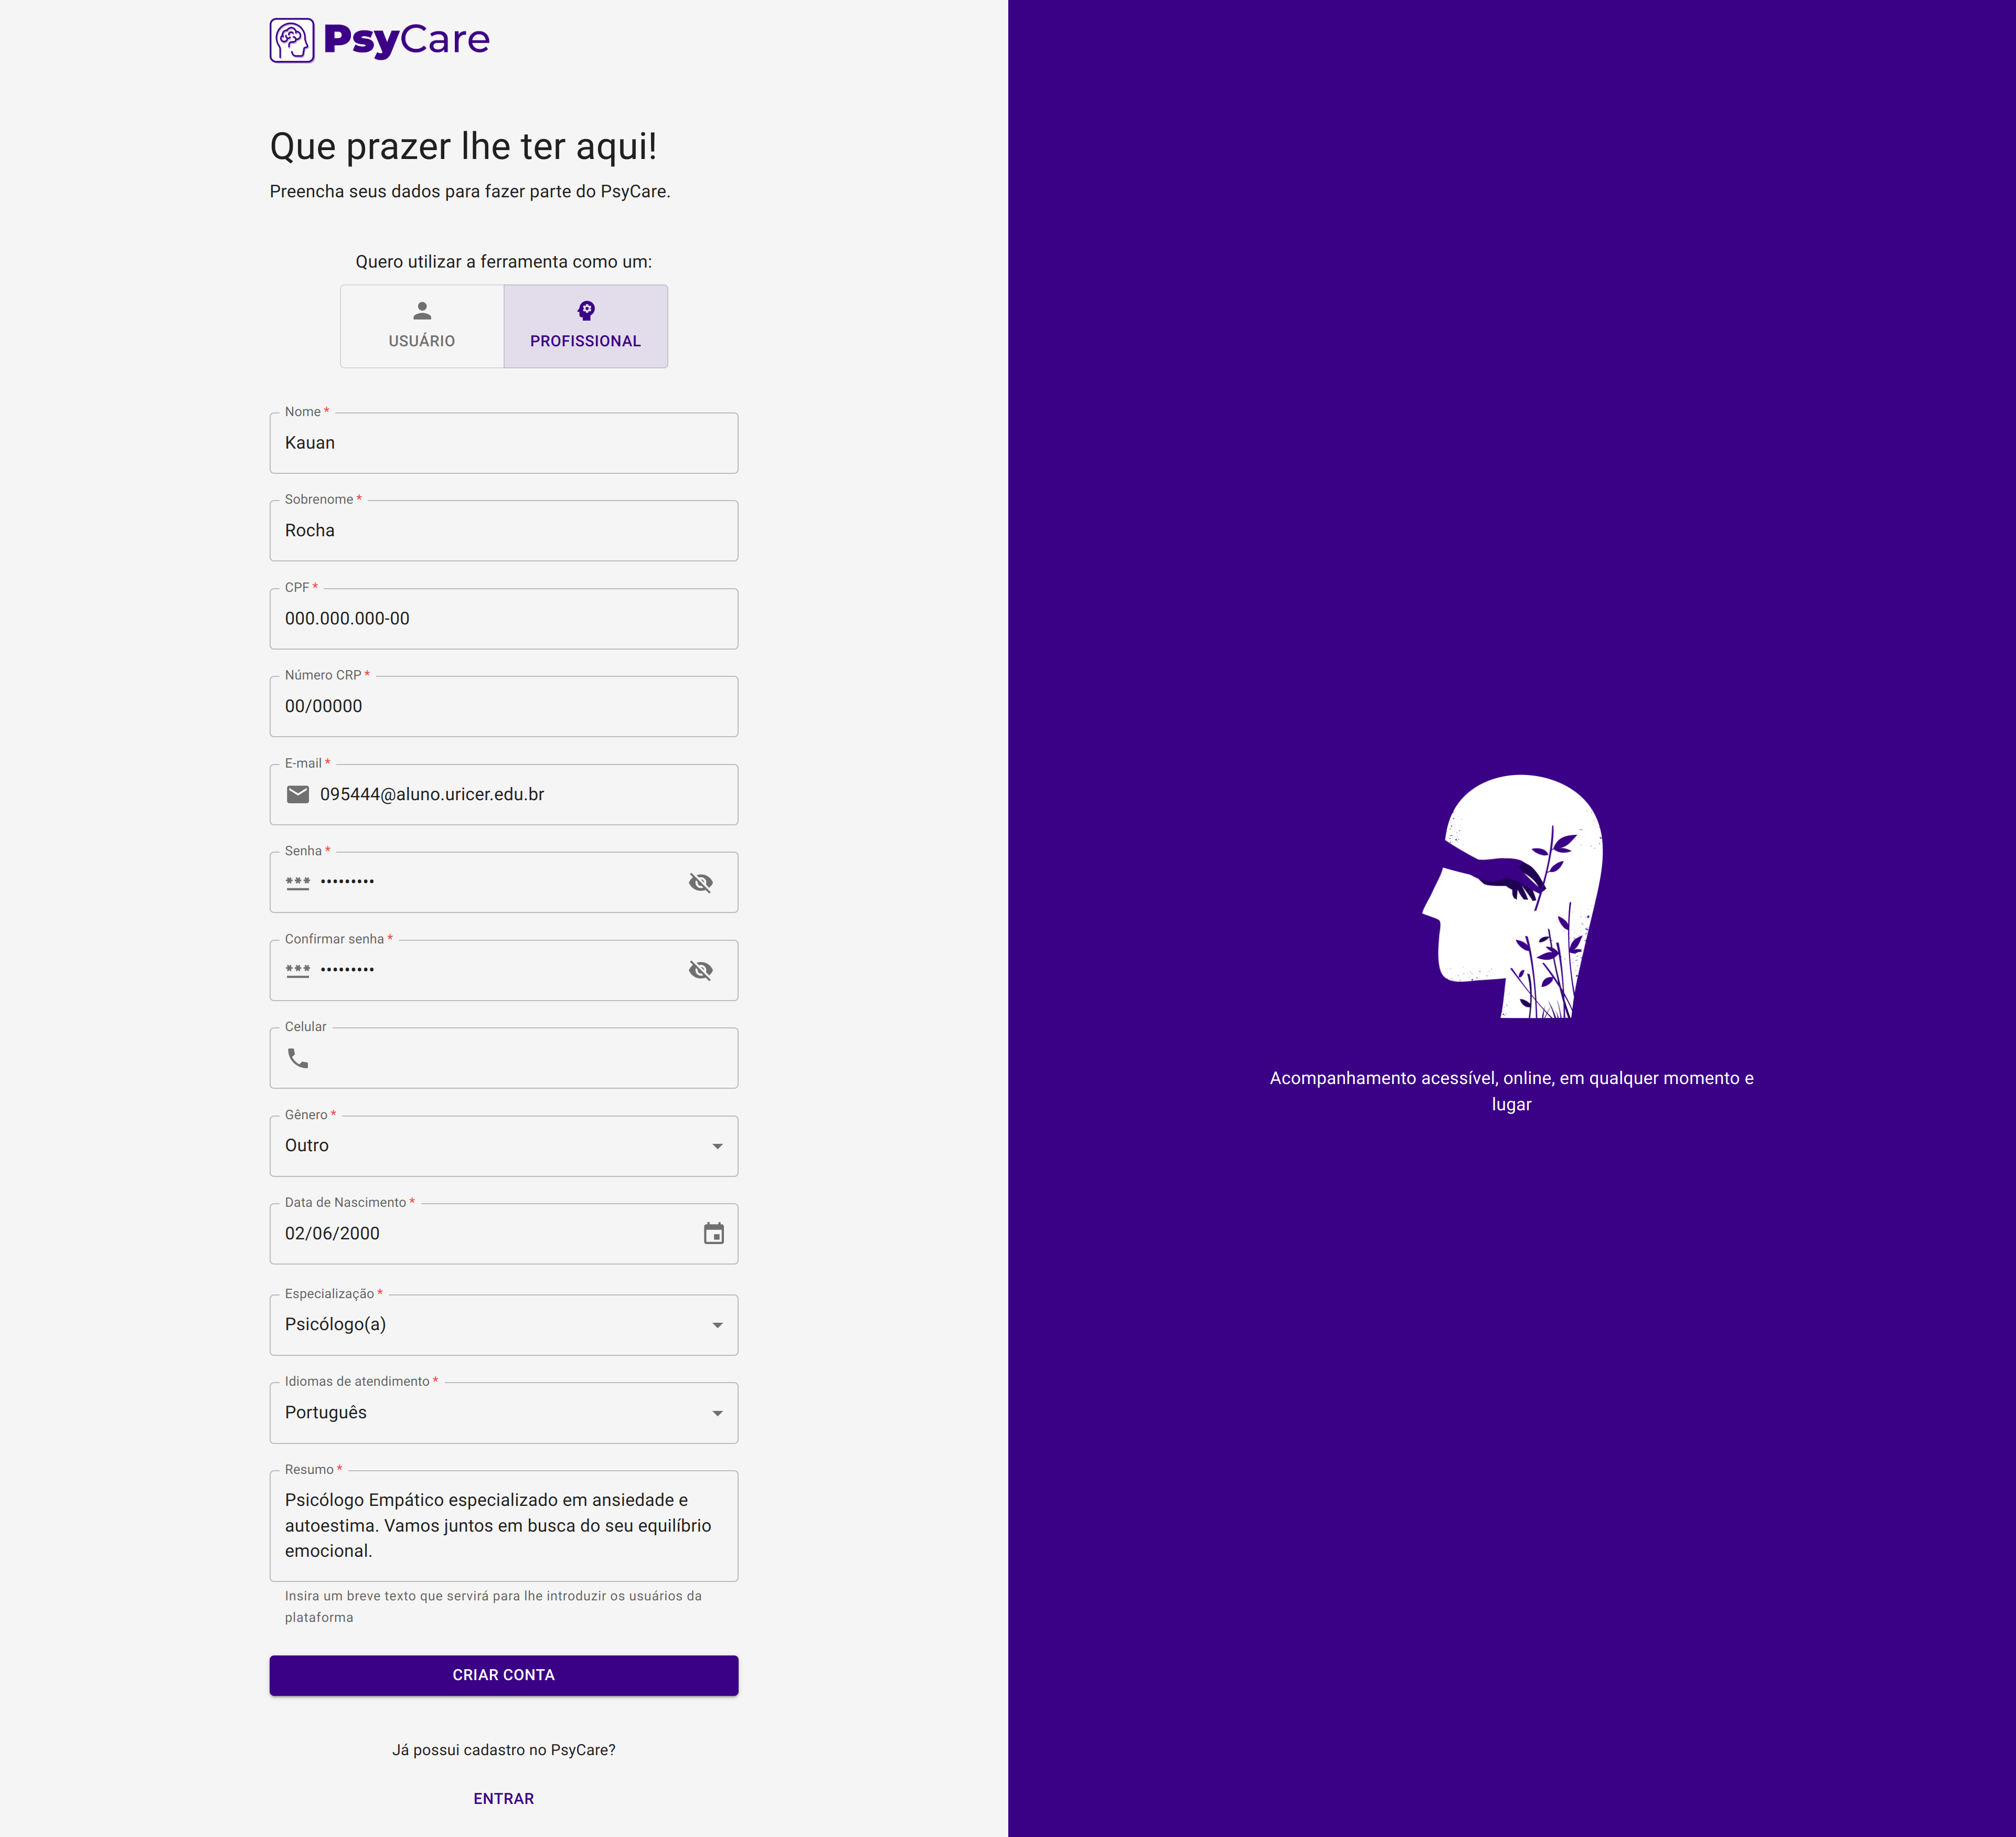 PsyCare
Que prazer lhe ter aqui!
Preencha seus dados para fazer parte do PsyCare.
Quero utilizar a ferramenta como um:
USUÁRIO
PROFISSIONAL
Nome *
Kauan
Sobrenome *
Rocha
CPF *
000.000.000-00
Número CRP *
00/00000
E-mail *
095444@aluno.uricer.edu.br
Senha *
•••••••••
Confirmar senha *
•••••••••
Celular
Gênero *
Outro
Data de Nascimento *
02/06/2000
Especialização *
Psicólogo(a)
Idiomas de atendimento *
Português
Resumo *
Psicólogo Empático especializado em ansiedade e
autoestima. Vamos juntos em busca do seu equilíbrio
emocional.
Insira um breve texto que servirá para lhe introduzir os usuários da
plataforma
CRIAR CONTA
Já possui cadastro no PsyCare?
ENTRAR
Acompanhamento acessível, online, em qualquer momento e
lugar